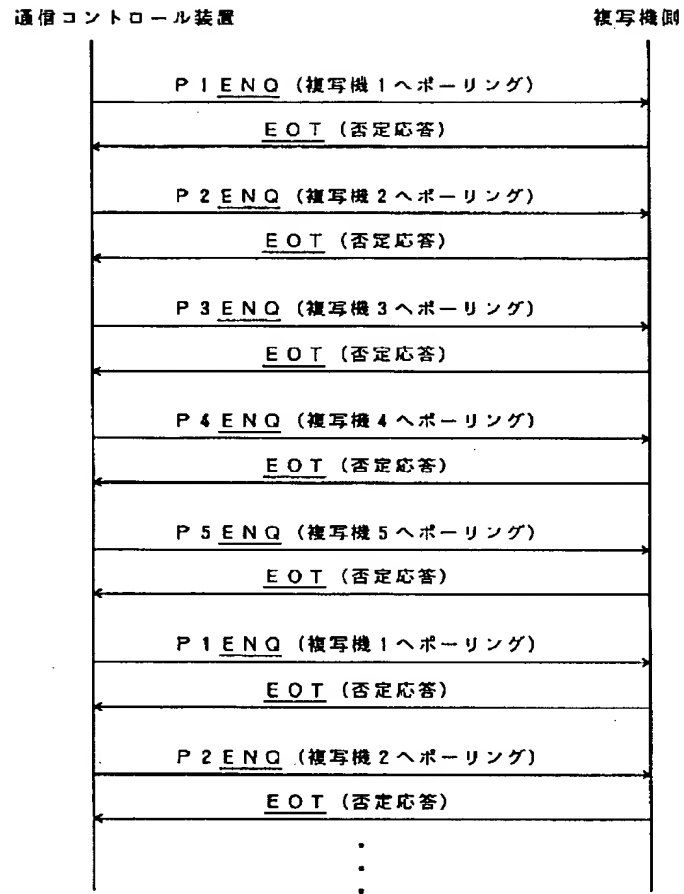 通信コントロール装置 複写機側
P1ENQ(複写機1へポーリング)
EOT(否定応答)
P2ENQ(複写機2へポーリング)
EOT(否定応答)
P3ENQ(複写機3へポーリング)
EOT(否定応答)
P4ENQ(複写機4へポーリング)
EOT(否定応答)
P5ENQ(複写機5へポーリング)
EOT(否定応答)
P1ENQ(複写機1へポーリング)
EOT(否定応答)
P2ENQ(複写機2へポーリング)
EOT(否定応答)